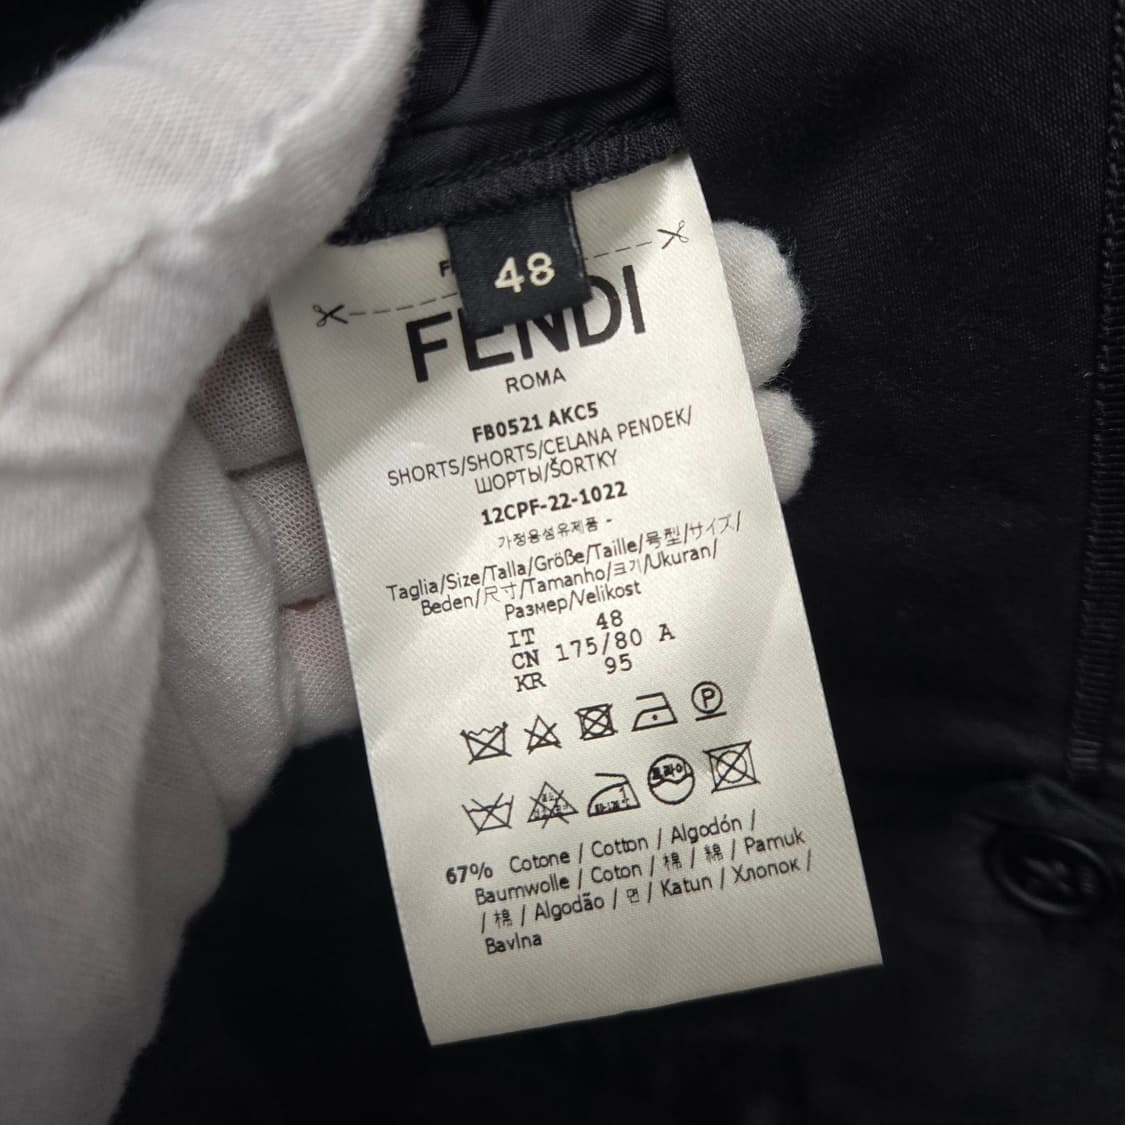 48
FENDI
ROMA
FB0521 AKC5
SHORTS/SHORTS/CELANA PENDEK/
ШОРТЫ/ŠORTKY
12CPF-22-1022
가정용섬유제품 -
Taglia/Size/Talla/Größe/Taille/号型/サイズ/
Beden/尺寸/Tamanho/크기/Ukuran/
Размер/Velikost
IT 48
CN 175/80 A
KR 95
P
드라이
67% Cotone / Cotton / Algodón /
Baumwolle / Coton / 棉 / 綿 / Pamuk
/ 棉 / Algodão / 면 / Katun / Хлопок /
Bavlna